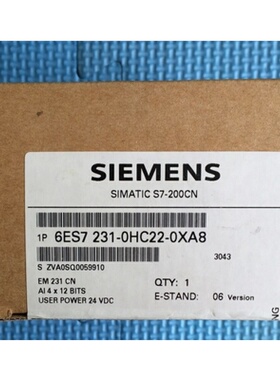 SIEMENS
SIMATIC S7-200CN
1P 6ES7 231-0HC22-0XA8
S ZVA0SQ0059910
3043
EM 231 CN
AI 4 x 12 BITS
USER POWER 24 VDC
QTY: 1
E-STAND: 06 Version